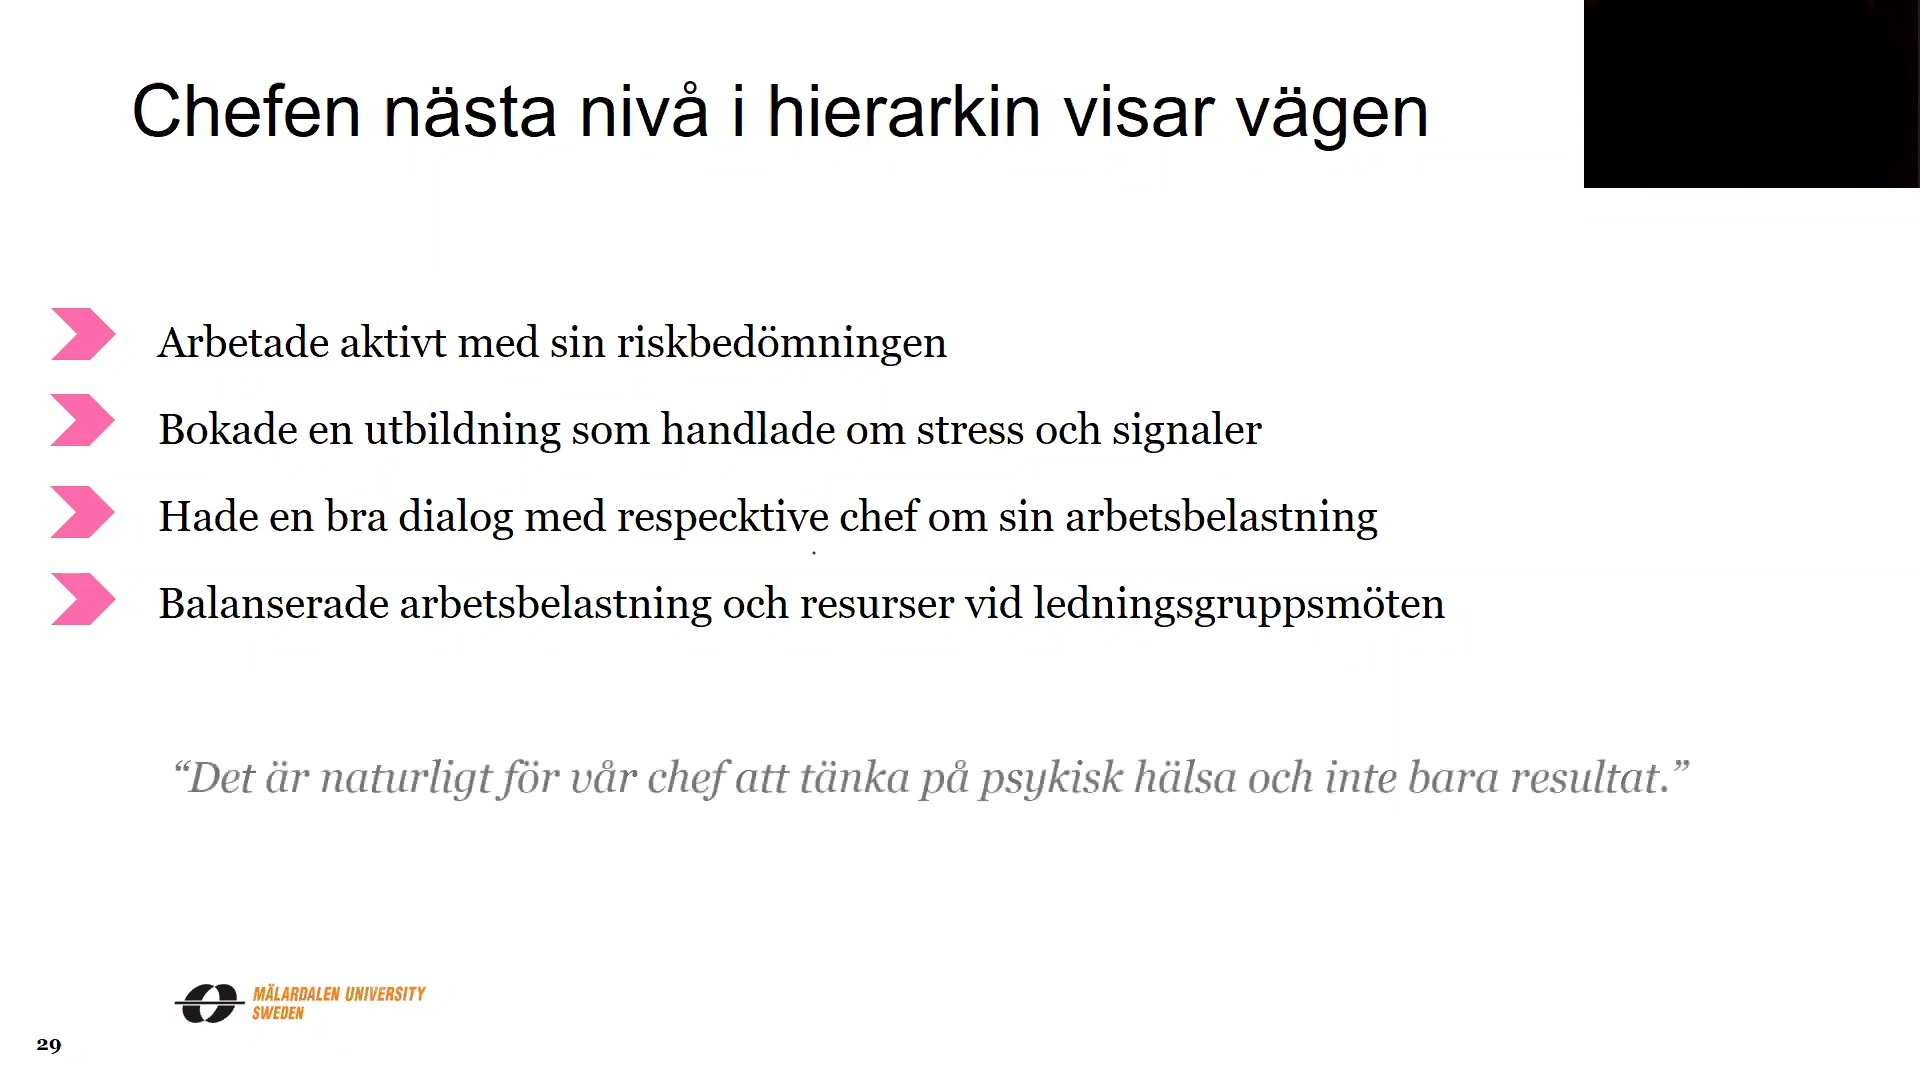 Chefen nästa nivå i hierarkin visar vägen
Arbetade aktivt med sin riskbedömningen
Bokade en utbildning som handlade om stress och signaler
Hade en bra dialog med respecktive chef om sin arbetsbelastning
Balanserade arbetsbelastning och resurser vid ledningsgruppsmöten
“Det är naturligt för vår chef att tänka på psykisk hälsa och inte bara resultat.”
MÄLARDALEN UNIVERSITY
SWEDEN
29